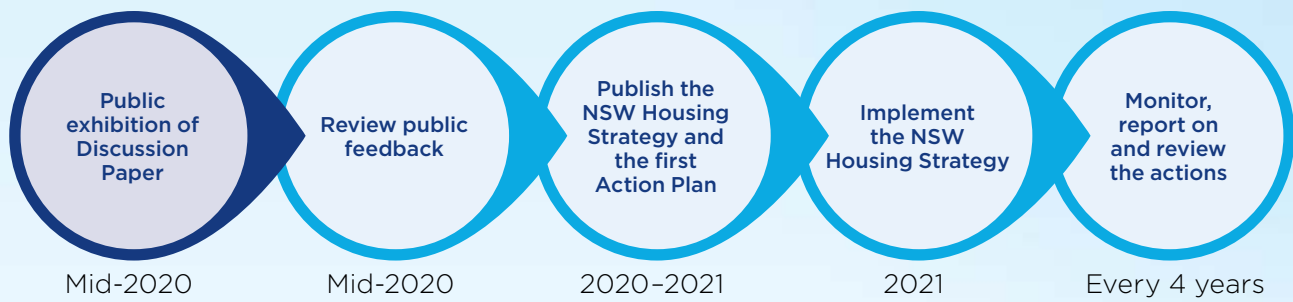 Public
exhibition of
Discussion
Paper
Review public
feedback
Publish the
NSW Housing
Strategy and
the first
Action Plan
Implement
the NSW
Housing Strategy
Monitor,
report on
and review
the actions
Mid-2020
Mid-2020
2020–2021
2021
Every 4 years